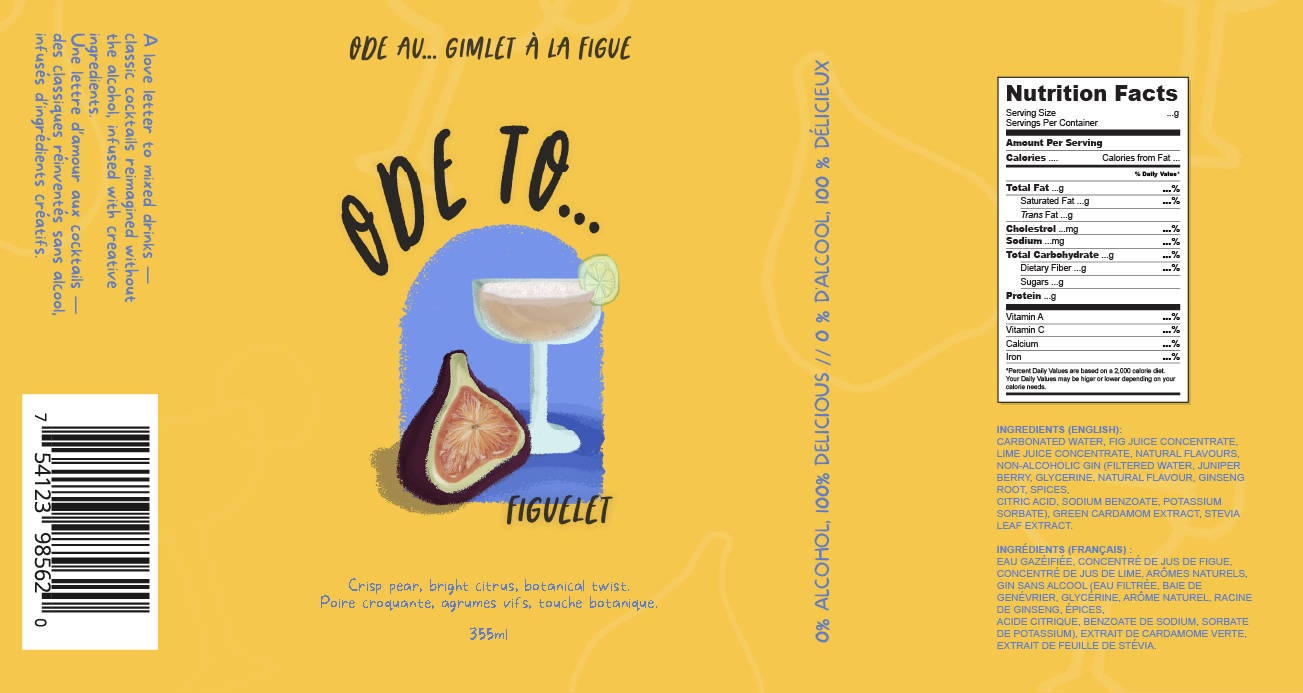 A love letter to mixed drinks —
classic cocktails reimagined without
the alcohol, infused with creative
ingredients.
Une lettre d'amour aux cocktails —
des classiques réinventés sans alcool,
infusés d'ingrédients créatifs.
7 54123 98562 0
ODE AU... GIMLET À LA FIGUE
ODE TO...
FIGUELET
Crisp pear, bright citrus, botanical twist.
Poire croquante, agrumes vifs, touche botanique.
355ml
0% ALCOHOL, 100% DELICIOUS // 0 % D'ALCOOL, 100 % DÉLICIEUX
Nutrition Facts
Serving Size ...g
Servings Per Container
Amount Per Serving
Calories .... Calories from Fat ...
% Daily Value*
Total Fat ...g ...%
Saturated Fat ...g ...%
Trans Fat ...g
Cholestrol ...mg ...%
Sodium ...mg ...%
Total Carbohydrate ...g ...%
Dietary Fiber ...g ...%
Sugars ...g
Protein ...g
Vitamin A ...%
Vitamin C ...%
Calcium ...%
Iron ...%
*Percent Daily Values are based on a 2,000 calorie diet.
Your Daily Values may be higer or lower depending on your
calorie needs.
INGREDIENTS (ENGLISH):
CARBONATED WATER, FIG JUICE CONCENTRATE,
LIME JUICE CONCENTRATE, NATURAL FLAVOURS,
NON-ALCOHOLIC GIN (FILTERED WATER, JUNIPER
BERRY, GLYCERINE, NATURAL FLAVOUR, GINSENG
ROOT, SPICES,
CITRIC ACID, SODIUM BENZOATE, POTASSIUM
SORBATE), GREEN CARDAMOM EXTRACT, STEVIA
LEAF EXTRACT.
INGRÉDIENTS (FRANÇAIS) :
EAU GAZÉIFIÉE, CONCENTRÉ DE JUS DE FIGUE,
CONCENTRÉ DE JUS DE LIME, ARÔMES NATURELS,
GIN SANS ALCOOL (EAU FILTRÉE, BAIE DE
GENÉVRIER, GLYCÉRINE, ARÔME NATUREL, RACINE
DE GINSENG, ÉPICES,
ACIDE CITRIQUE, BENZOATE DE SODIUM, SORBATE
DE POTASSIUM), EXTRAIT DE CARDAMOME VERTE,
EXTRAIT DE FEUILLE DE STÉVIA.